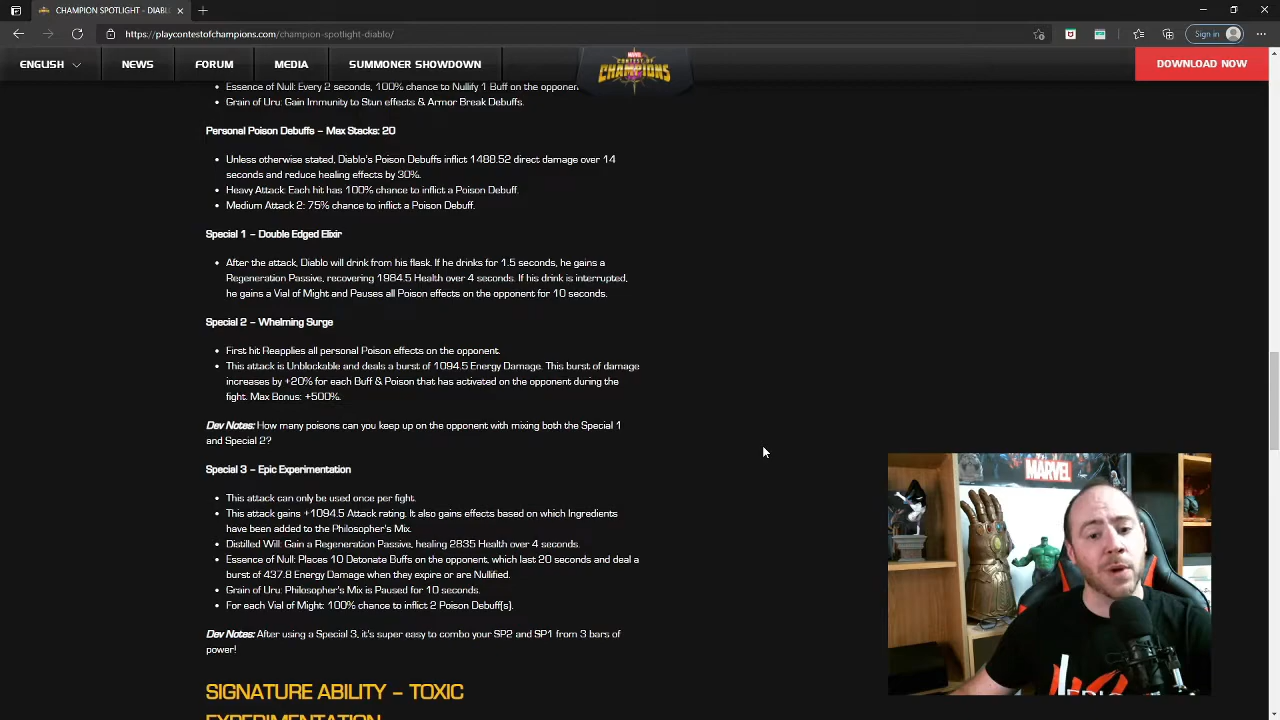 CHAMPION SPOTLIGHT - DIABL
https://playcontestofchampions.com/champion-spotlight-diablo/
Sign in
ENGLISH
NEWS
FORUM
MEDIA
SUMMONER SHOWDOWN
MARVEL
CONTEST OF
CHAMPIONS
DOWNLOAD NOW
Essence of Null: Every 2 seconds, 100% chance to Nullify 1 Buff on the opponen
Grain of Uru: Gain Immunity to Stun effects & Armor Break Debuffs.
Personal Poison Debuffs – Max Stacks: 20
Unless otherwise stated, Diablo's Poison Debuffs inflict 1488.52 direct damage over 14
seconds and reduce healing effects by 30%.
Heavy Attack: Each hit has 100% chance to inflict a Poison Debuff.
Medium Attack 2: 75% chance to inflict a Poison Debuff.
Special 1 – Double Edged Elixir
After the attack, Diablo will drink from his flask. If he drinks for 1.5 seconds, he gains a
Regeneration Passive, recovering 1984.5 Health over 4 seconds. If his drink is interrupted,
he gains a Vial of Might and Pauses all Poison effects on the opponent for 10 seconds.
Special 2 – Whelming Surge
First hit Reapplies all personal Poison effects on the opponent.
This attack is Unblockable and deals a burst of 1094.5 Energy Damage. This burst of damage
increases by +20% for each Buff & Poison that has activated on the opponent during the
fight. Max Bonus: +500%.
Dev Notes: How many poisons can you keep up on the opponent with mixing both the Special 1
and Special 2?
Special 3 – Epic Experimentation
This attack can only be used once per fight.
This attack gains +1094.5 Attack rating. It also gains effects based on which Ingredients
have been added to the Philosopher's Mix.
Distilled Will: Gain a Regeneration Passive, healing 2835 Health over 4 seconds.
Essence of Null: Places 10 Detonate Buffs on the opponent, which last 20 seconds and deal a
burst of 437.8 Energy Damage when they expire or are Nullified.
Grain of Uru: Philosopher's Mix is Paused for 10 seconds.
For each Vial of Might: 100% chance to inflict 2 Poison Debuff(s).
Dev Notes: After using a Special 3, it's super easy to combo your SP2 and SP1 from 3 bars of
power!
SIGNATURE ABILITY – TOXIC
EXPERIMENTATION
MARVEL